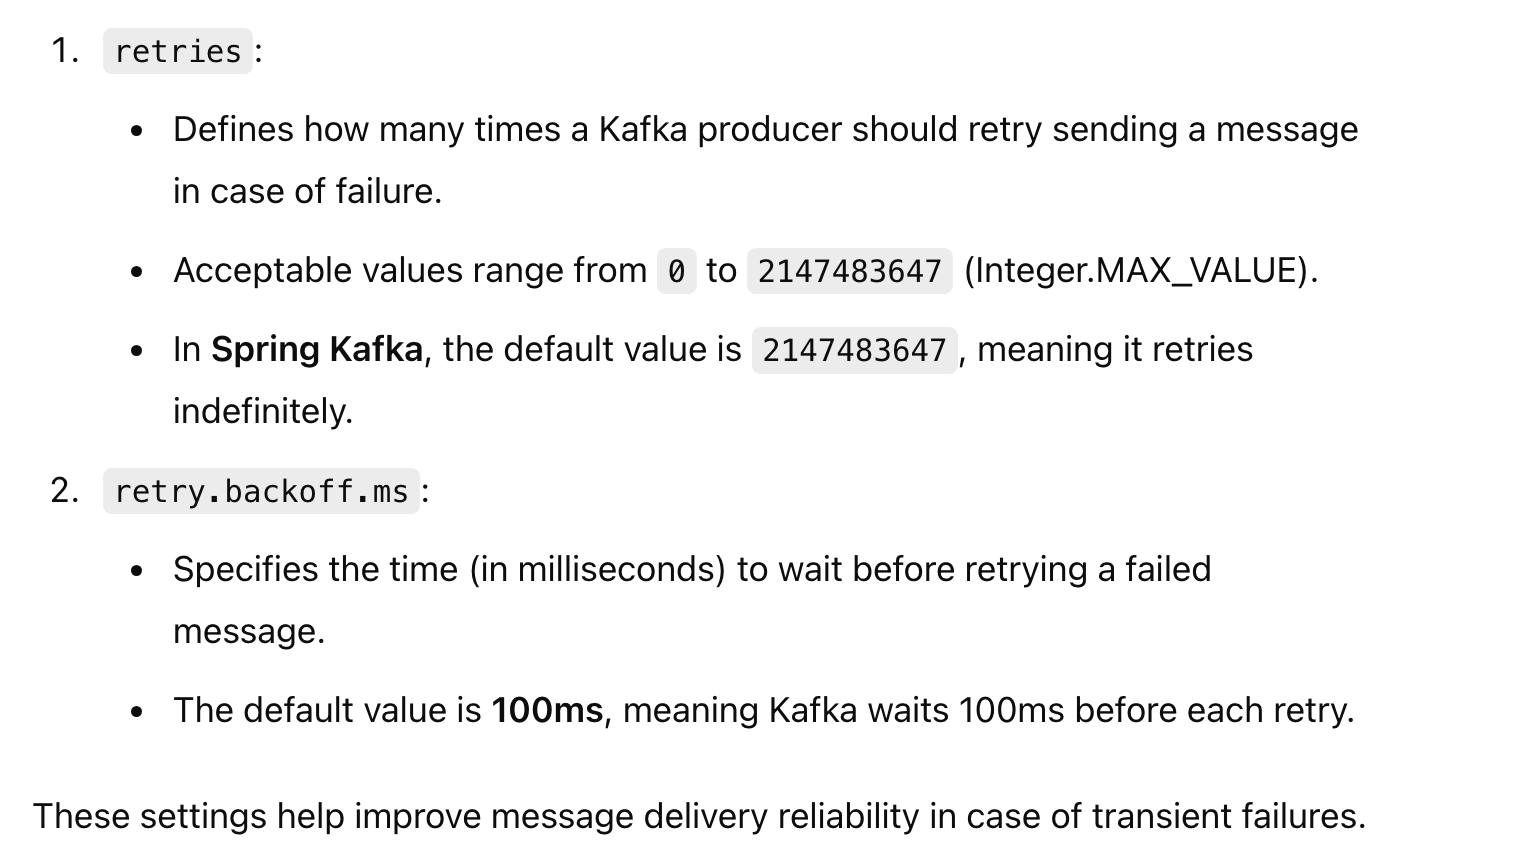 1. retries:
• Defines how many times a Kafka producer should retry sending a message
in case of failure.
• Acceptable values range from 0 to 2147483647 (Integer.MAX_VALUE).
• In Spring Kafka, the default value is 2147483647, meaning it retries
indefinitely.
2. retry.backoff.ms:
• Specifies the time (in milliseconds) to wait before retrying a failed
message.
• The default value is 100ms, meaning Kafka waits 100ms before each retry.
These settings help improve message delivery reliability in case of transient failures.